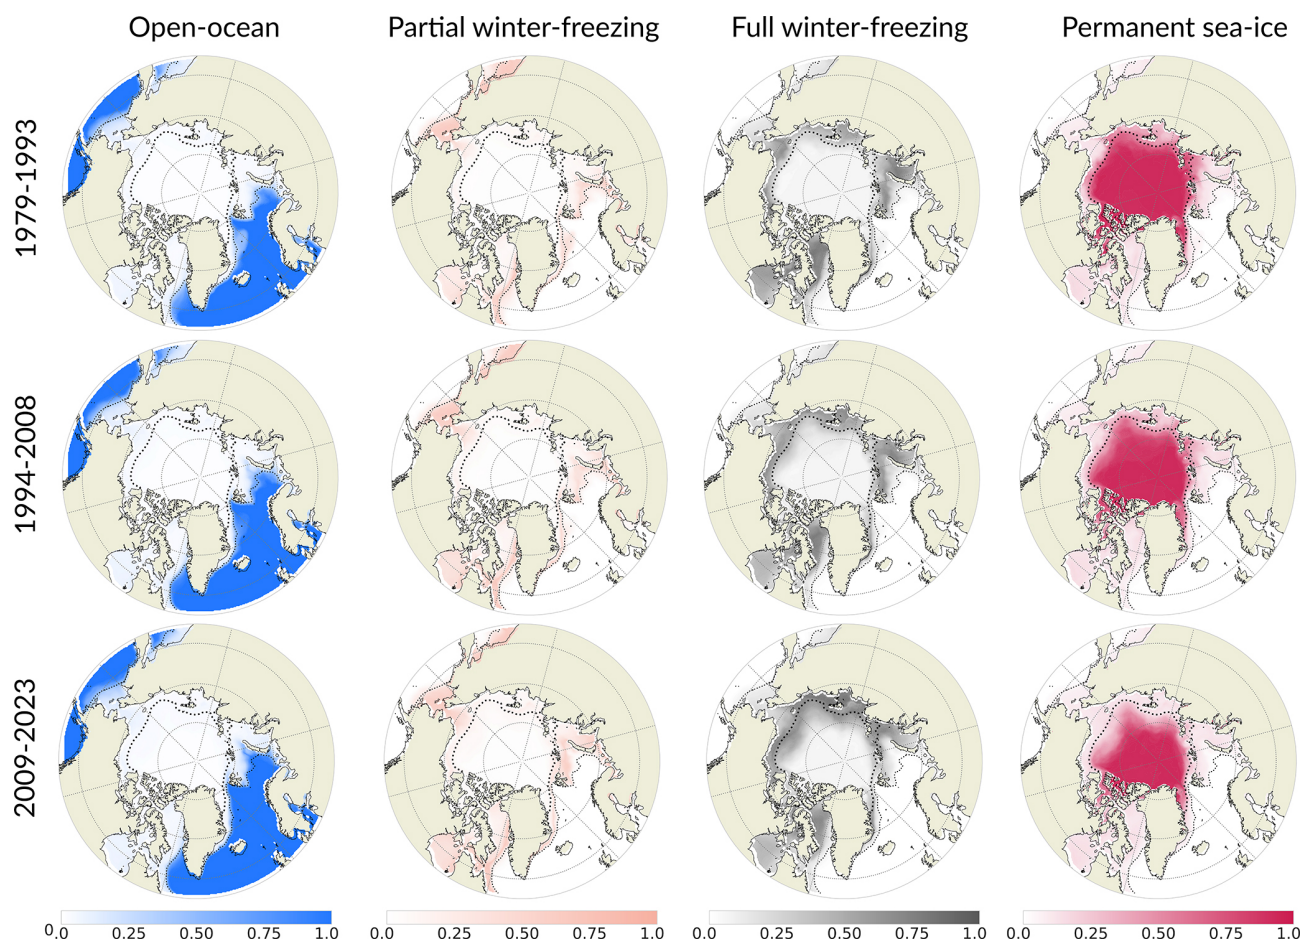 Open-ocean Partial winter-freezing Full winter-freezing Permanent sea-ice
1979-1993
1994-2008
2009-2023
0.0 0.25 0.50 0.75 1.0 0.0 0.25 0.50 0.75 1.0 0.0 0.25 0.50 0.75 1.0 0.0 0.25 0.50 0.75 1.0